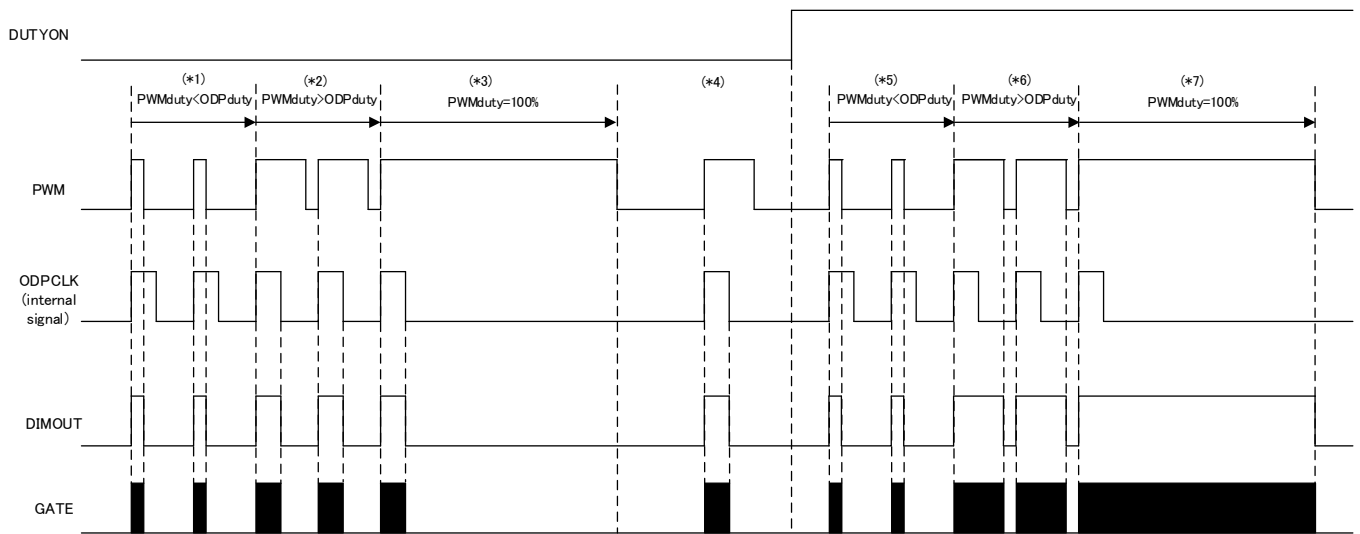 DUTYON
(*1)
PWMduty<ODPduty
(*2)
PWMduty>ODPduty
(*3)
PWMduty=100%
(*4)
(*5)
PWMduty<ODPduty
(*6)
PWMduty>ODPduty
(*7)
PWMduty=100%
PWM
ODPCLK
(internal
signal)
DIMOUT
GATE